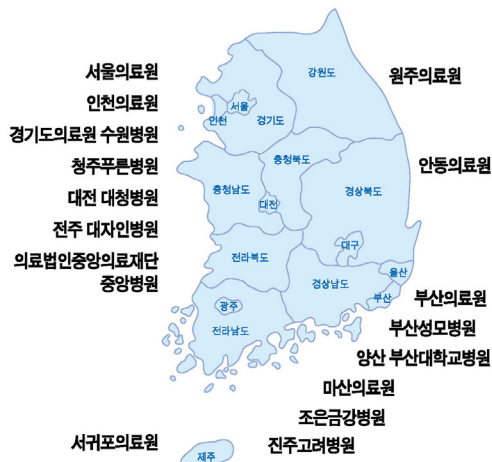 서울의료원
인천의료원
경기도의료원 수원병원
청주푸른병원
대전 대청병원
전주 대자인병원
의료법인중앙의료재단
중앙병원
서귀포의료원
강원도
서울
인천
경기도
충청북도
충청남도
대전
경상북도
대구
전라북도
울산
경상남도
부산
광주
전라남도
제주
원주의료원
안동의료원
부산의료원
부산성모병원
양산 부산대학교병원
마산의료원
조은금강병원
진주고려병원